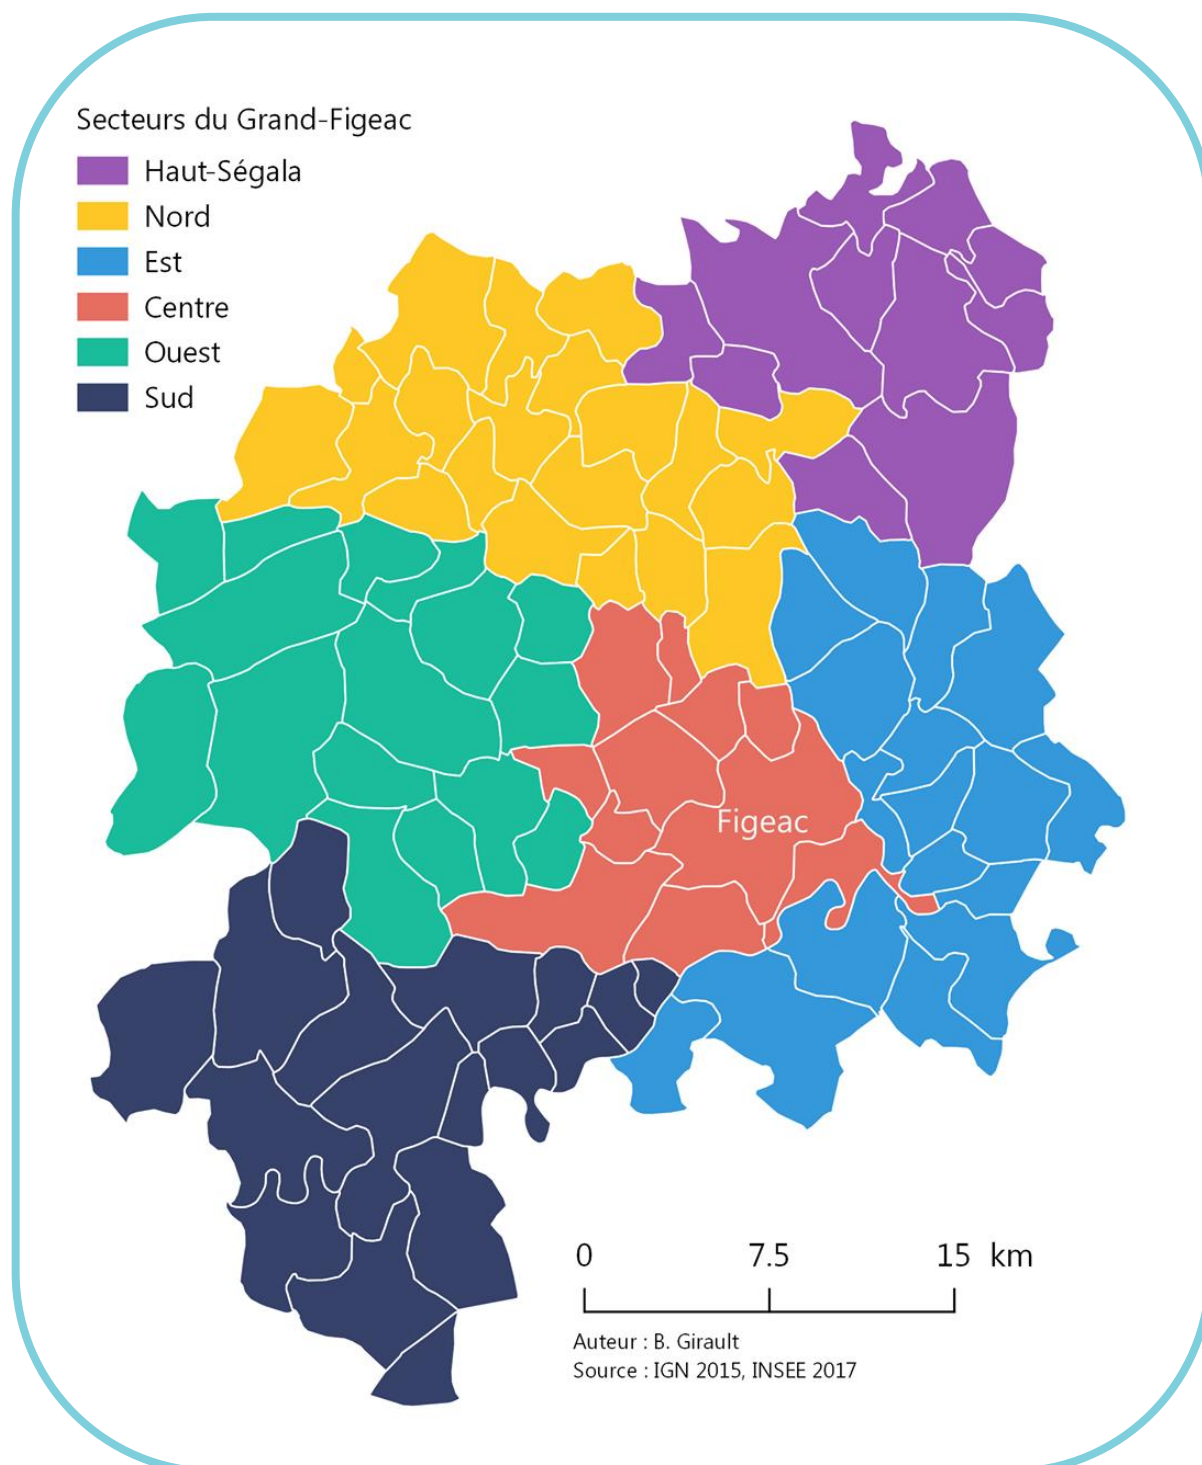 Secteurs du Grand-Figeac
Haut-Ségala
Nord
Est
Centre
Ouest
Sud
Figeac
0 7.5 15 km
Auteur : B. Girault
Source : IGN 2015, INSEE 2017